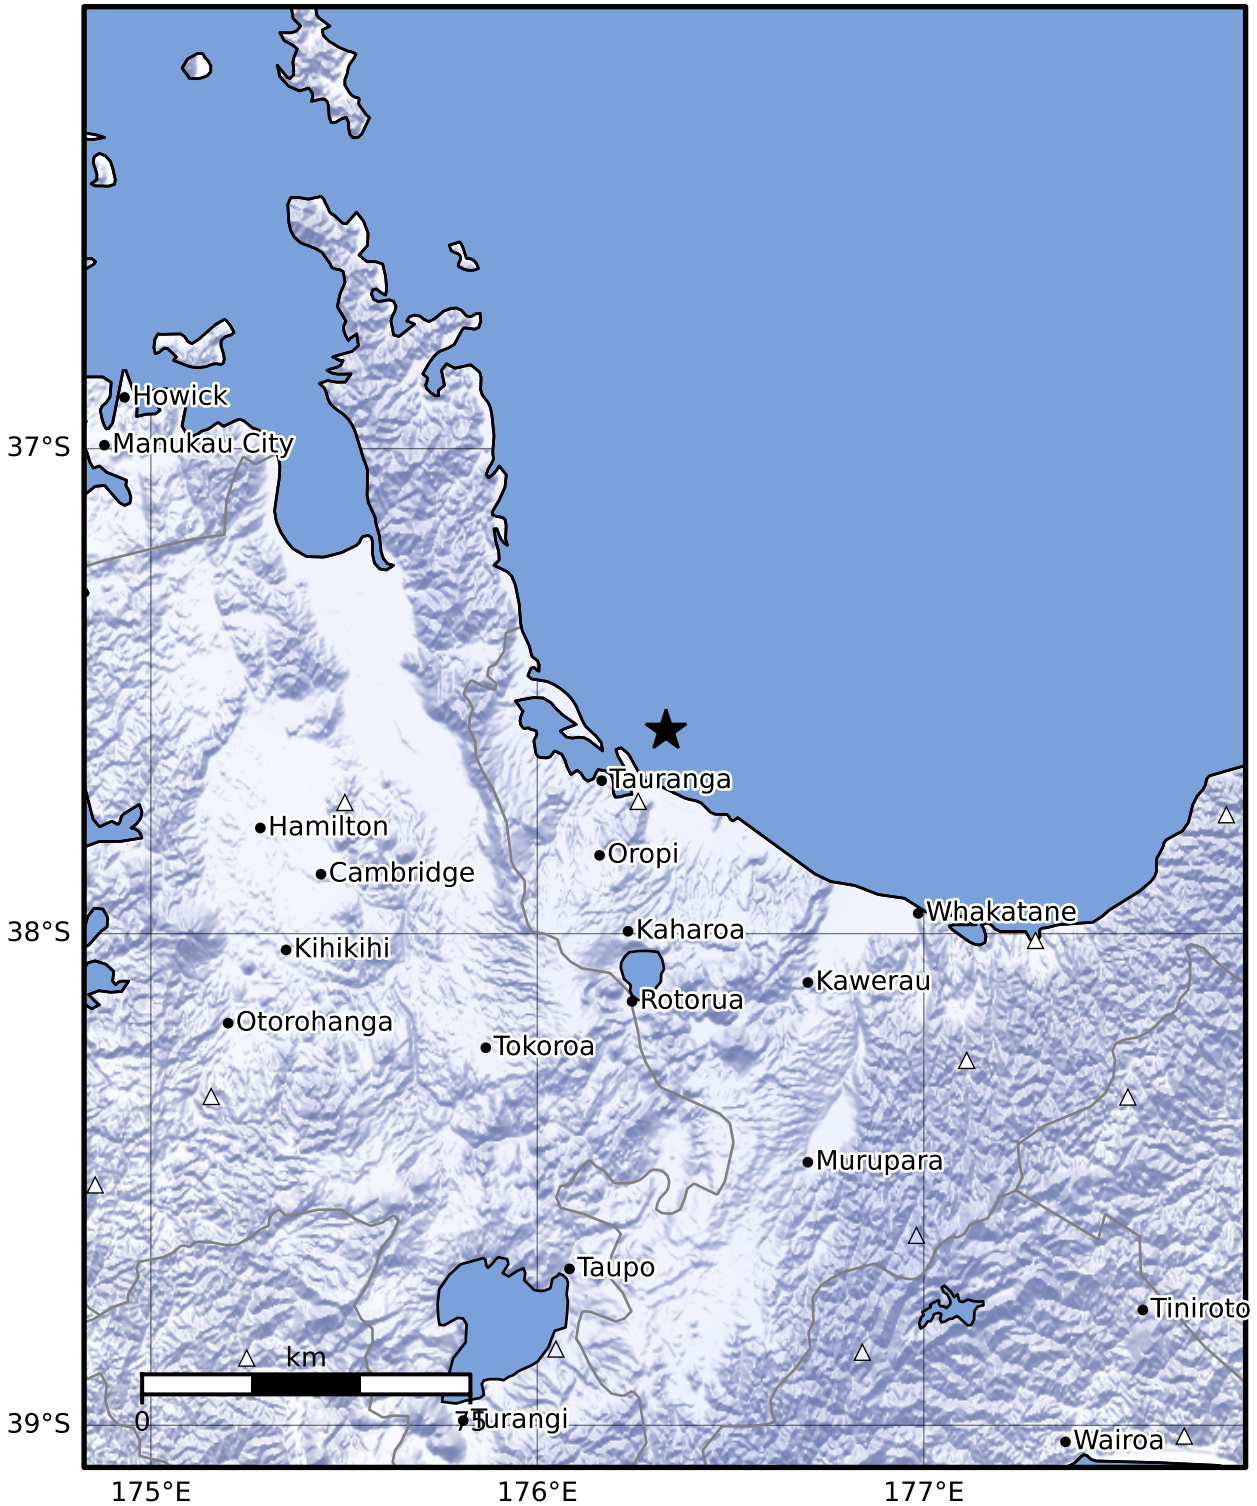 Howick
37°S
Manukau City
Tauranga
Hamilton
Oropi
Cambridge
Whakatane
38°S
Kaharoa
Kihikihi
Kawerau
Rotorua
Otorohanga
Tokoroa
Murupara
Taupo
Tiniroto
km
0
75
Turangi
39°S
Wairoa
175°E
176°E
177°E